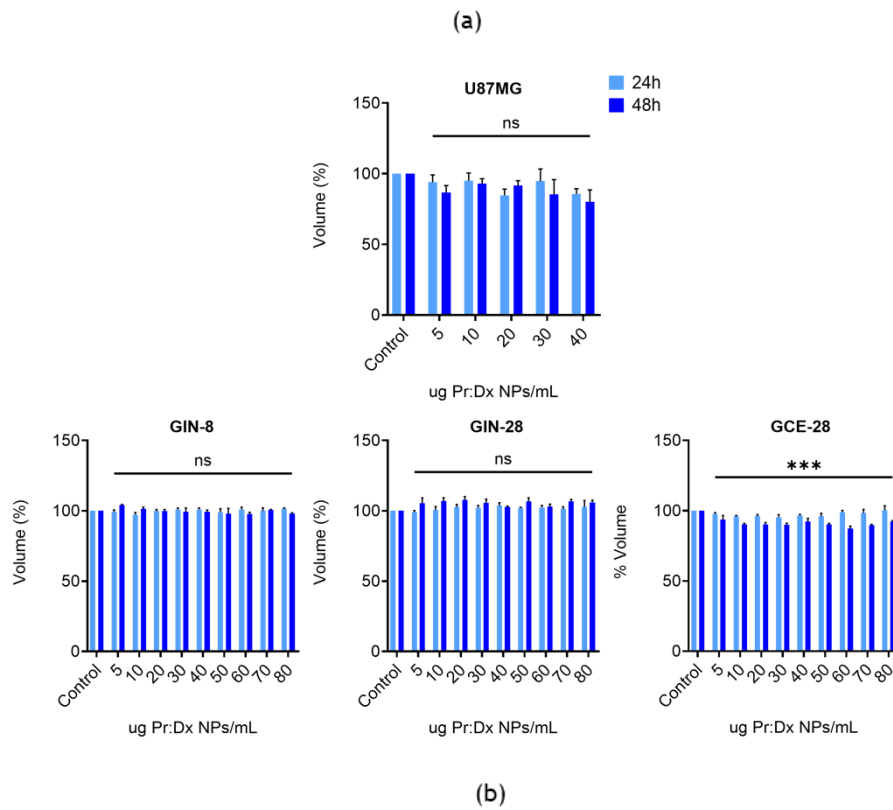 (a)
U87MG
24h
48h
ns
150
100
50
0
Volume (%)
Control
5
10
20
30
40
ug Pr:Dx NPs/mL
GIN-8
ns
150
100
50
0
Volume (%)
Control
5
10
20
30
40
50
60
70
80
ug Pr:Dx NPs/mL
GIN-28
ns
150
100
50
0
Volume (%)
Control
5
10
20
30
40
50
60
70
80
ug Pr:Dx NPs/mL
GCE-28
***
150
100
50
0
% Volume
Control
5
10
20
30
40
50
60
70
80
ug Pr:Dx NPs/mL
(b)